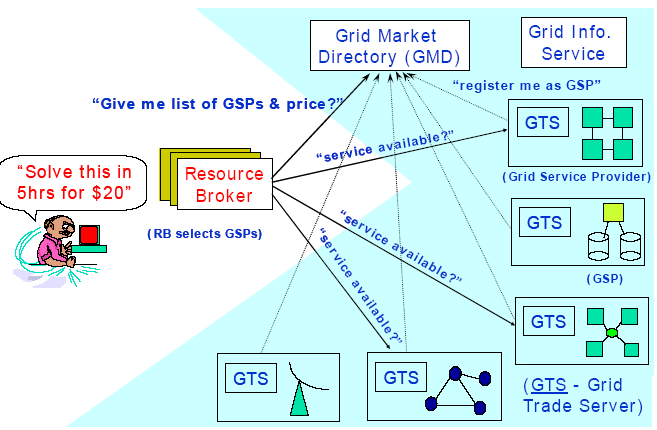 Grid Market
Directory (GMD)
Grid Info.
Service
“register me as GSP”
“Give me list of GSPs & price?”
GTS
“service available?”
(Grid Service Provider)
“Solve this in
5hrs for $20”
Resource
Broker
(RB selects GSPs)
“service available?”
“service available?”
GTS
(GSP)
GTS
GTS
GTS
(GTS - Grid
Trade Server)